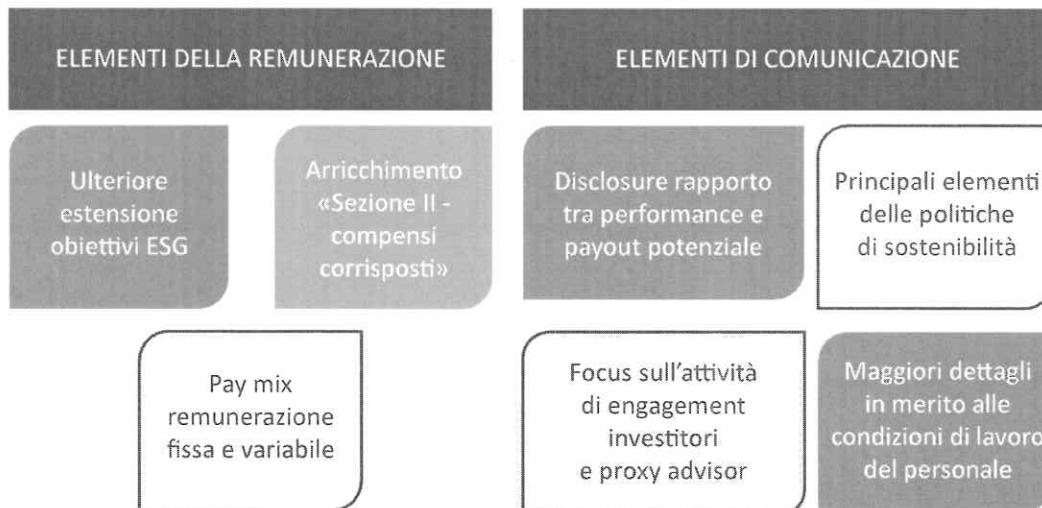 ELEMENTI DELLA REMUNERAZIONE
ELEMENTI DI COMUNICAZIONE
Ulteriore
estensione
obiettivi ESG
Arricchimento
«Sezione II -
compensi
corrisposti»
Disclosure rapporto
tra performance e
payout potenziale
Principali elementi
delle politiche
di sostenibilità
Pay mix
remunerazione
fissa e variabile
Focus sull'attività
di engagement
investitori
e proxy advisor
Maggiori dettagli
in merito alle
condizioni di lavoro
del personale